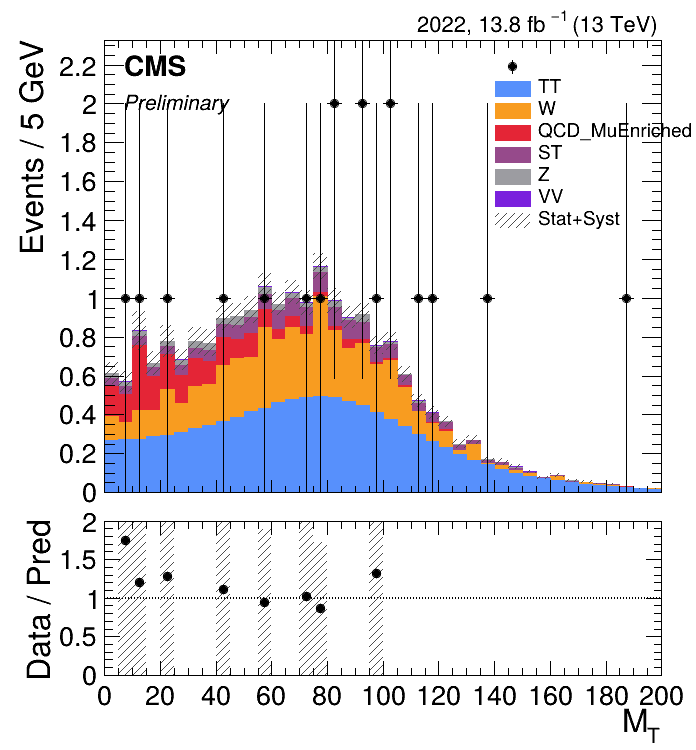 2022, 13.8 fb⁻¹ (13 TeV)
CMS
Preliminary
TT
W
QCD_MuEnriched
ST
Z
VV
Stat+Syst
Events / 5 GeV
2.2
2
1.8
1.6
1.4
1.2
1
0.8
0.6
0.4
0.2
0
Data / Pred
2
1.5
1
0.5
0
0 20 40 60 80 100 120 140 160 180 200
M_T